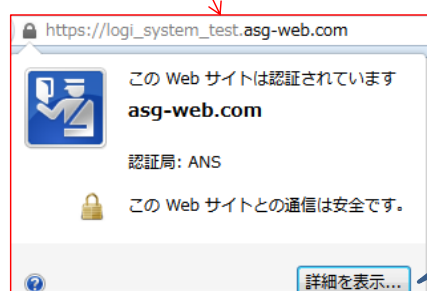 https://logi_system_test.asg-web.com
この Web サイトは認証されています
asg-web.com
認証局: ANS
この Web サイトとの通信は安全です。
詳細を表示...